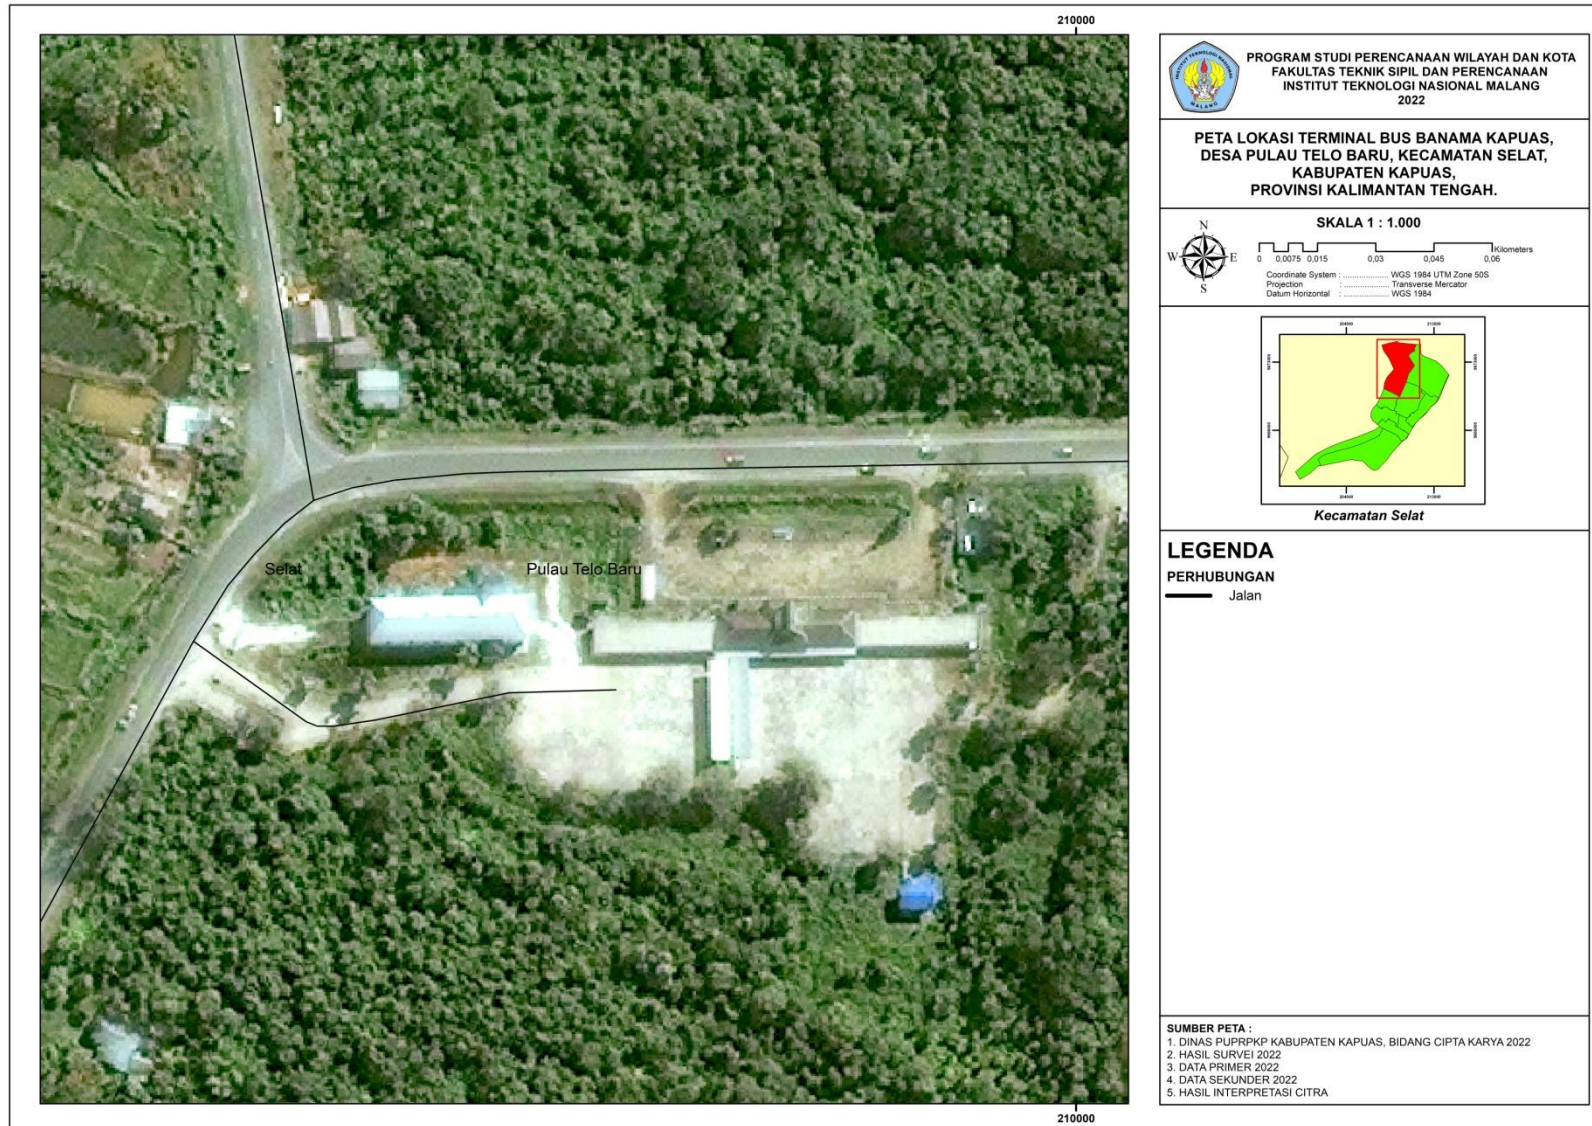 210000
PROGRAM STUDI PERENCANAAN WILAYAH DAN KOTA
FAKULTAS TEKNIK SIPIL DAN PERENCANAAN
INSTITUT TEKNOLOGI NASIONAL MALANG
2022
INSTITUT TEKNOLOGI NASIONAL
MALANG
PETA LOKASI TERMINAL BUS BANAMA KAPUAS,
DESA PULAU TELO BARU, KECAMATAN SELAT,
KABUPATEN KAPUAS,
PROVINSI KALIMANTAN TENGAH.
SKALA 1 : 1.000
N
W E
S
Kilometers
0 0,0075 0,015 0,03 0,045 0,06
Coordinate System : .................... WGS 1984 UTM Zone 50S
Projection : .................... Transverse Mercator
Datum Horizontal : .................... WGS 1984
204000
Kecamatan Selat
Selat
Pulau Telo Baru
LEGENDA
PERHUBUNGAN
Jalan
SUMBER PETA :
1. DINAS PUPRPKP KABUPATEN KAPUAS, BIDANG CIPTA KARYA 2022
2. HASIL SURVEI 2022
3. DATA PRIMER 2022
4. DATA SEKUNDER 2022
5. HASIL INTERPRETASI CITRA
210000